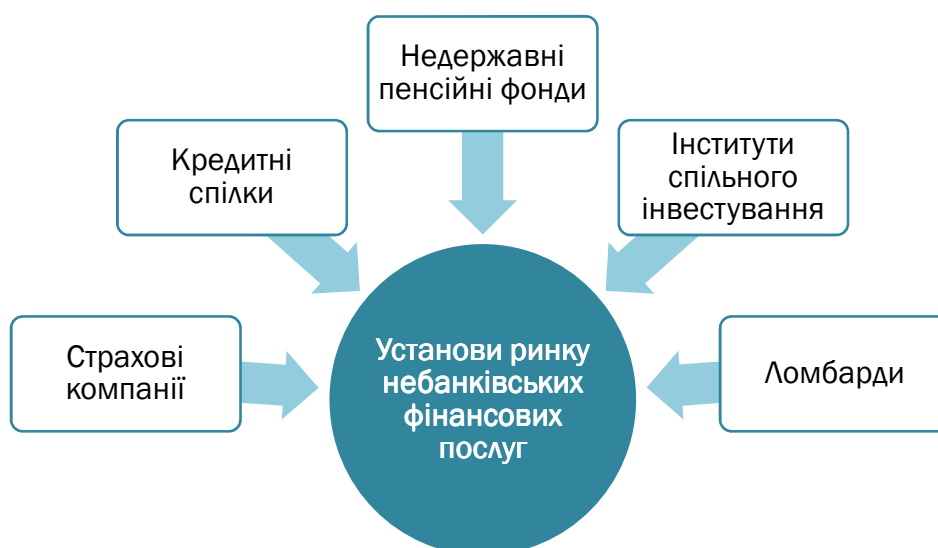 Недержавні
пенсійні фонди
Кредитні
спілки
Інститути
спільного
інвестування
Страхові
компанії
Установи ринку
небанківських
фінансових
послуг
Ломбарди